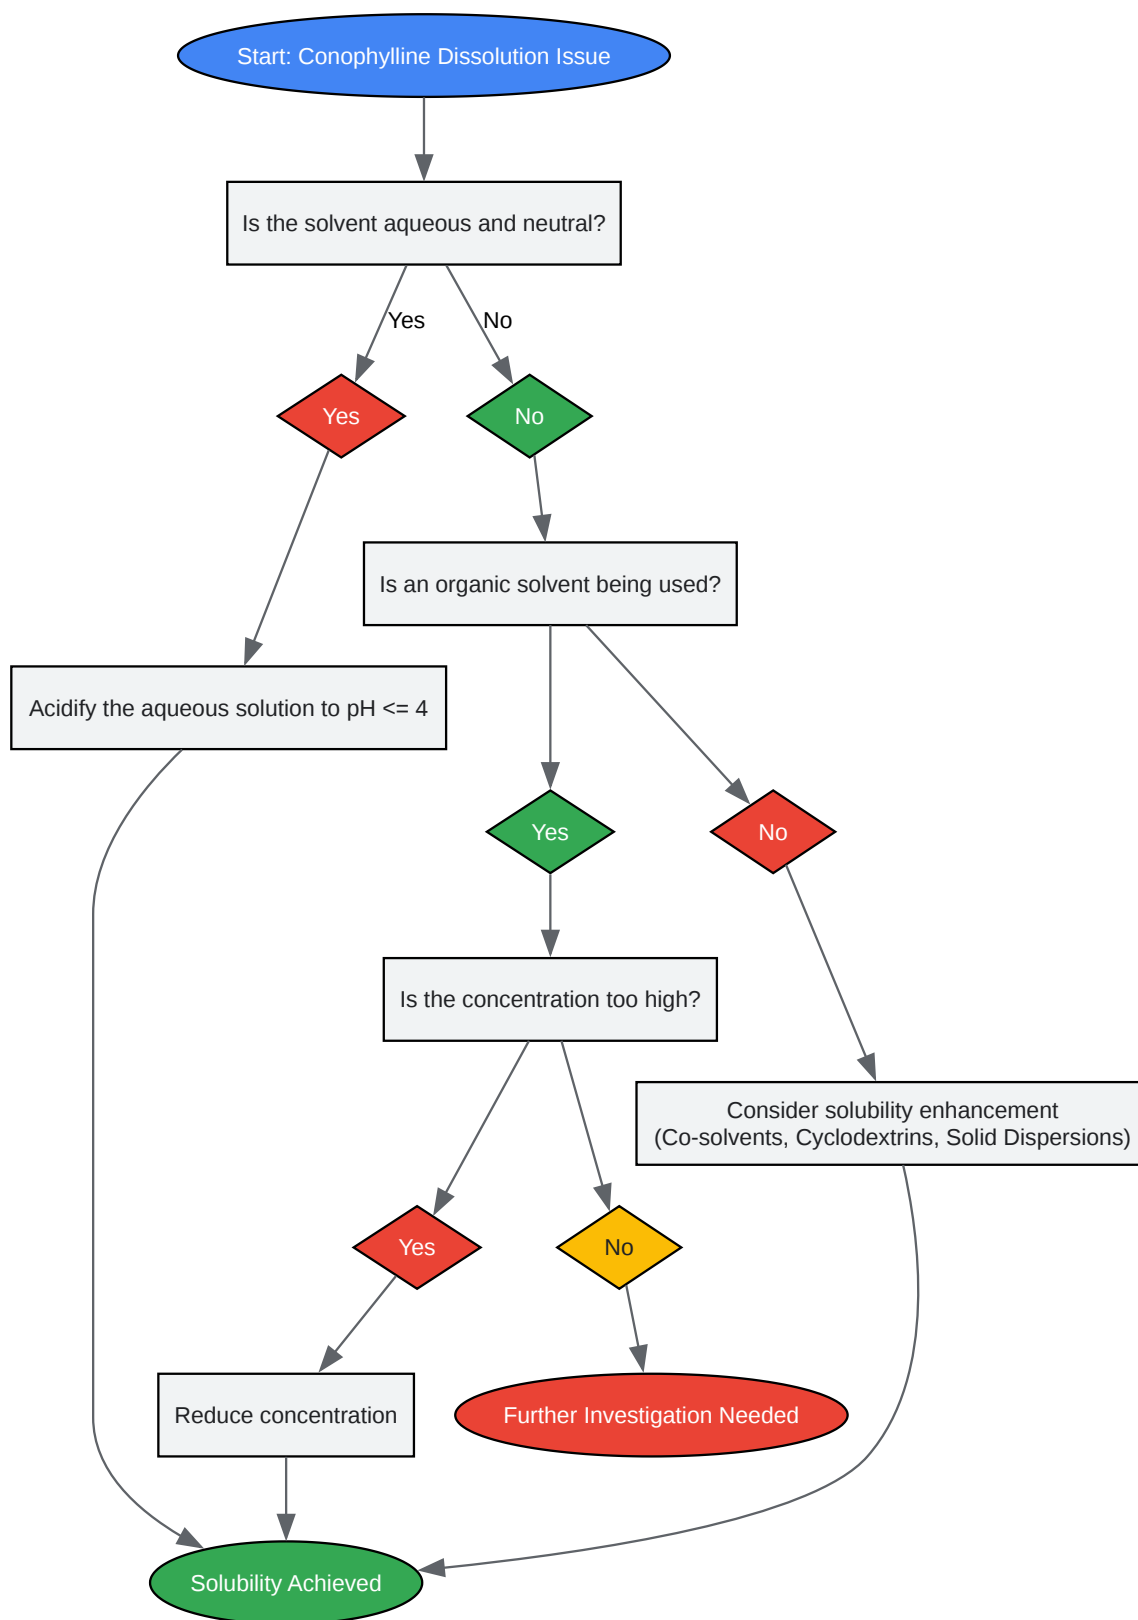 Start: Conophylline Dissolution Issue
Is the solvent aqueous and neutral?
Yes
No
Yes
No
Is an organic solvent being used?
Acidify the aqueous solution to pH <= 4
Yes
No
Is the concentration too high?
Consider solubility enhancement
(Co-solvents, Cyclodextrins, Solid Dispersions)
Yes
No
Reduce concentration
Further Investigation Needed
Solubility Achieved